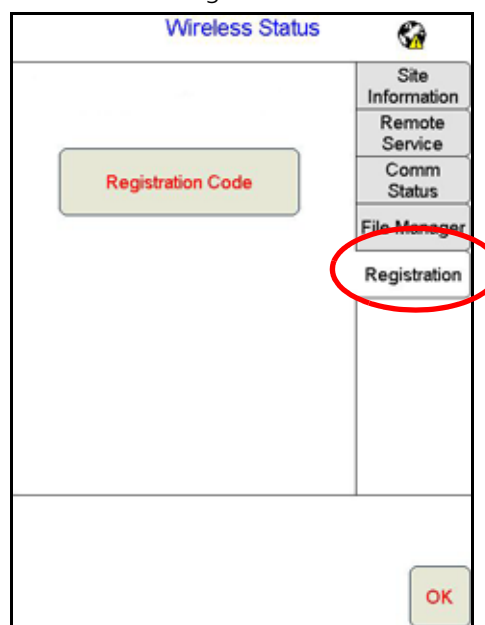 Wireless Status
Site
Information
Remote
Service
Comm
Status
File Manager
Registration
Registration Code
OK